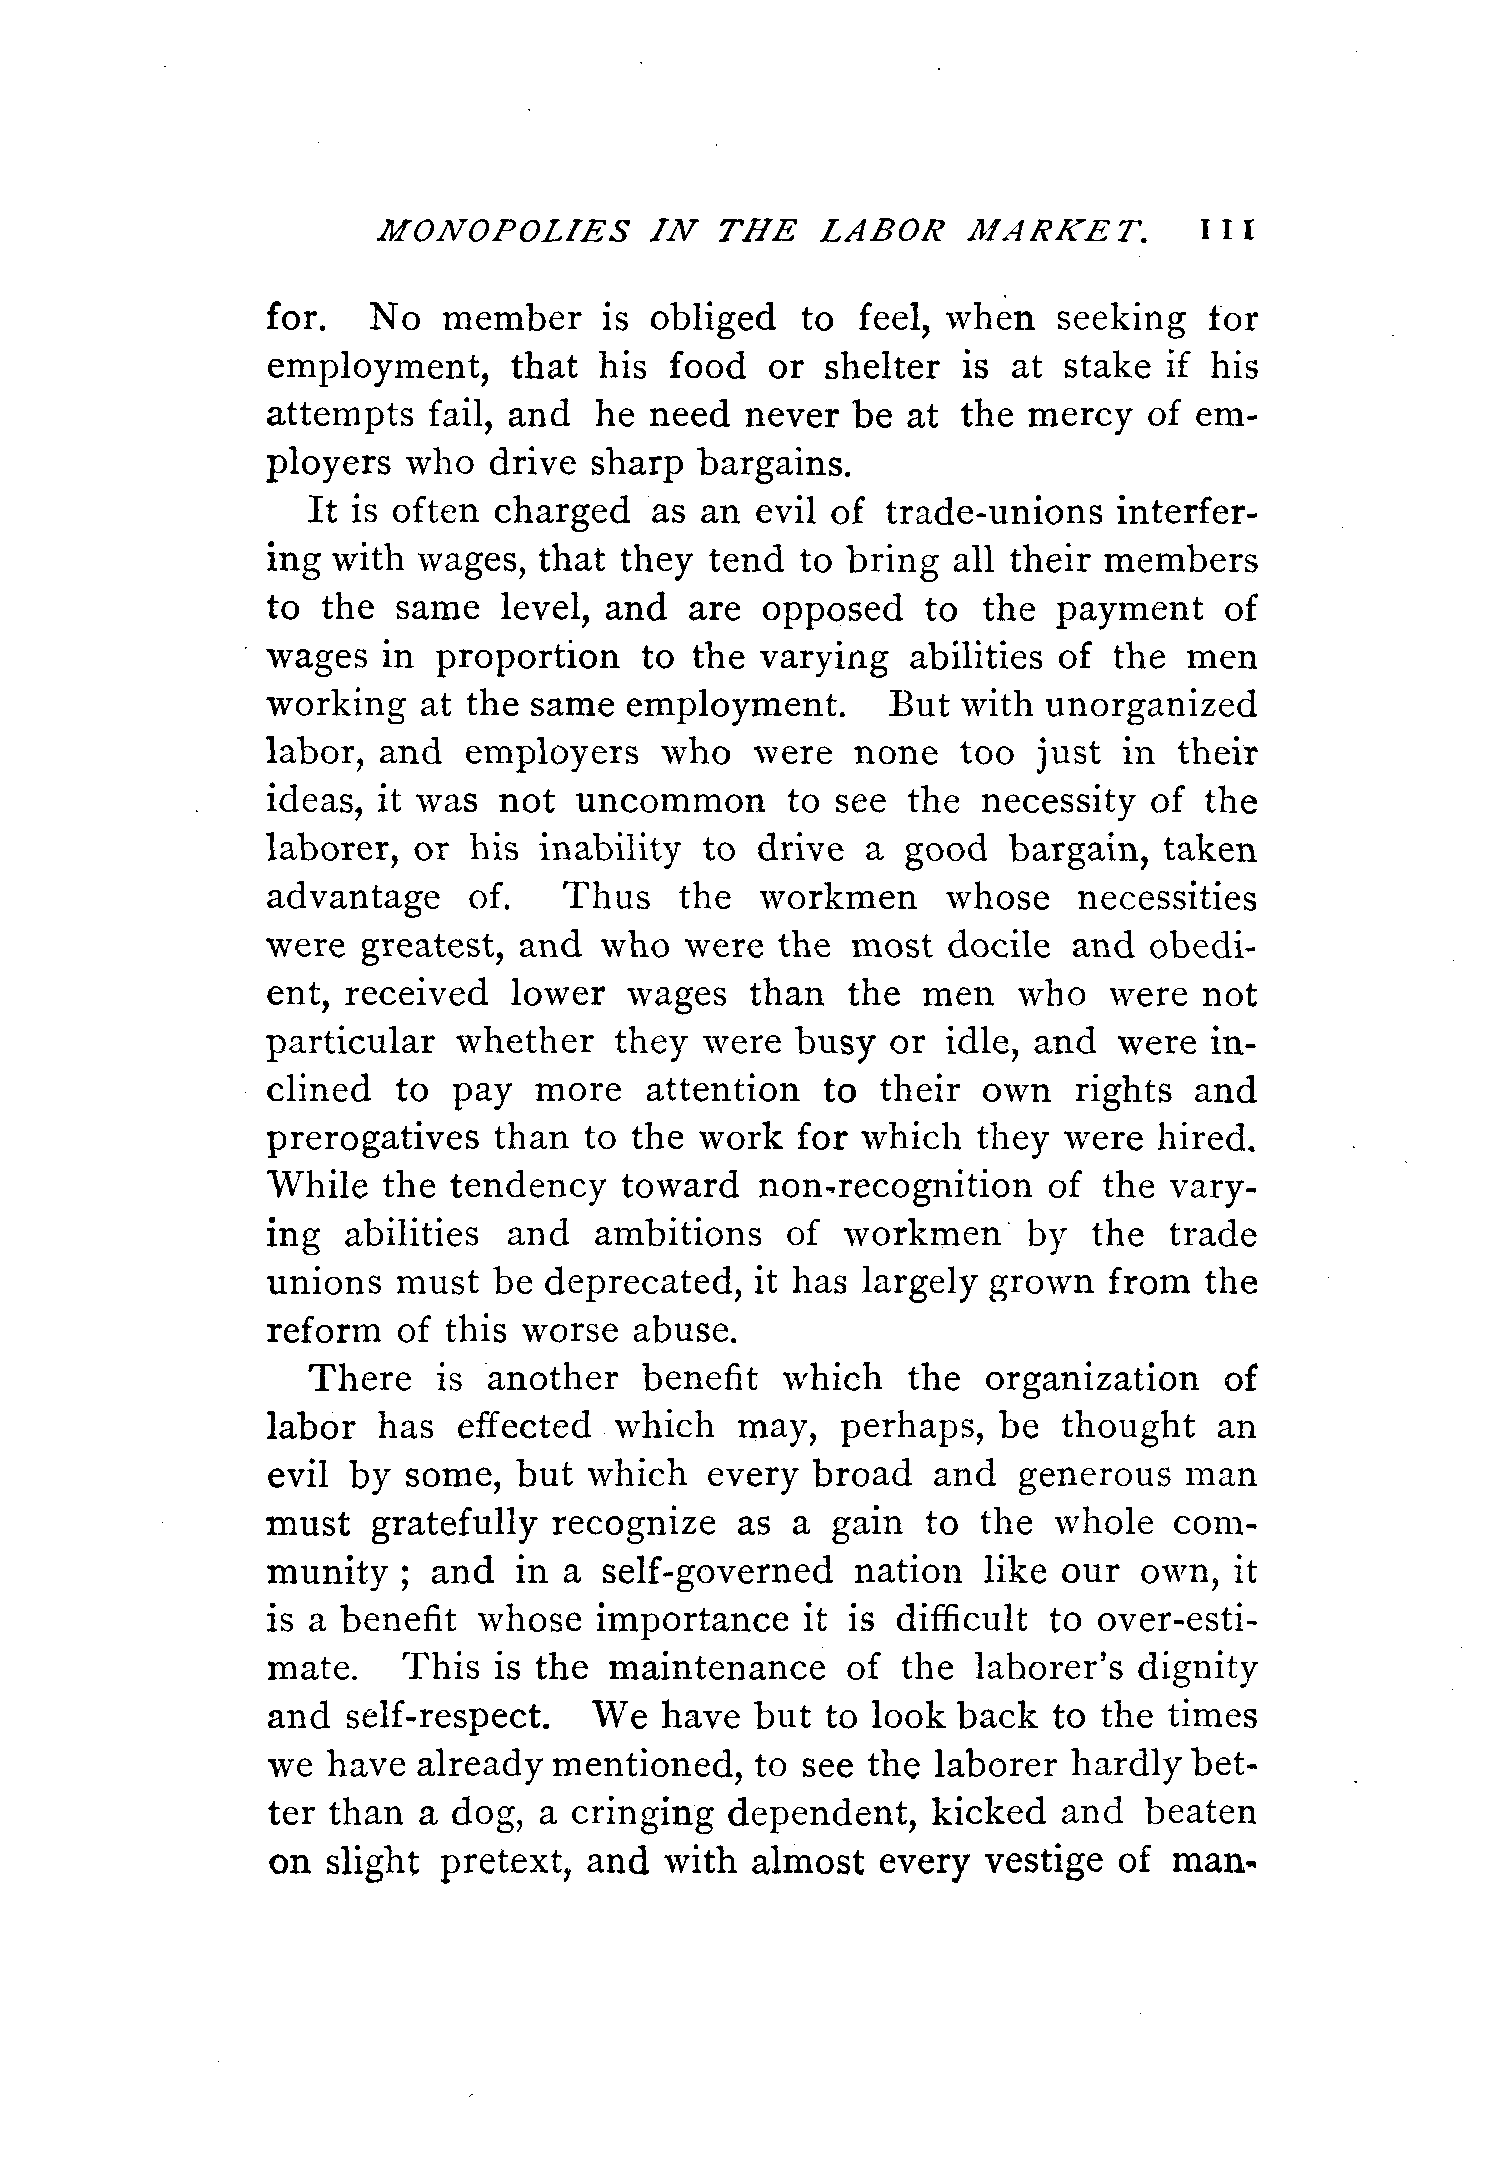 MONOPOLIES IN THE LABOR MARKET. 111
for. No member is obliged to feel, when seeking for
employment, that his food or shelter is at stake if his
attempts fail, and he need never be at the mercy of em-
ployers who drive sharp bargains.
It is often charged as an evil of trade-unions interfer-
ing with wages, that they tend to bring all their members
to the same level, and are opposed to the payment of
wages in proportion to the varying abilities of the men
working at the same employment. But with unorganized
labor, and employers who were none too just in their
ideas, it was not uncommon to see the necessity of the
laborer, or his inability to drive a good bargain, taken
advantage of. Thus the workmen whose necessities
were greatest, and who were the most docile and obedi-
ent, received lower wages than the men who were not
particular whether they were busy or idle, and were in-
clined to pay more attention to their own rights and
prerogatives than to the work for which they were hired.
While the tendency toward non-recognition of the vary-
ing abilities and ambitions of workmen by the trade
unions must be deprecated, it has largely grown from the
reform of this worse abuse.
There is another benefit which the organization of
labor has effected which may, perhaps, be thought an
evil by some, but which every broad and generous man
must gratefully recognize as a gain to the whole com-
munity ; and in a self-governed nation like our own, it
is a benefit whose importance it is difficult to over-esti-
mate. This is the maintenance of the laborer's dignity
and self-respect. We have but to look back to the times
we have already mentioned, to see the laborer hardly bet-
ter than a dog, a cringing dependent, kicked and beaten
on slight pretext, and with almost every vestige of man-